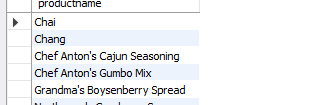 productname
Chai
Chang
Chef Anton's Cajun Seasoning
Chef Anton's Gumbo Mix
Grandma's Boysenberry Spread